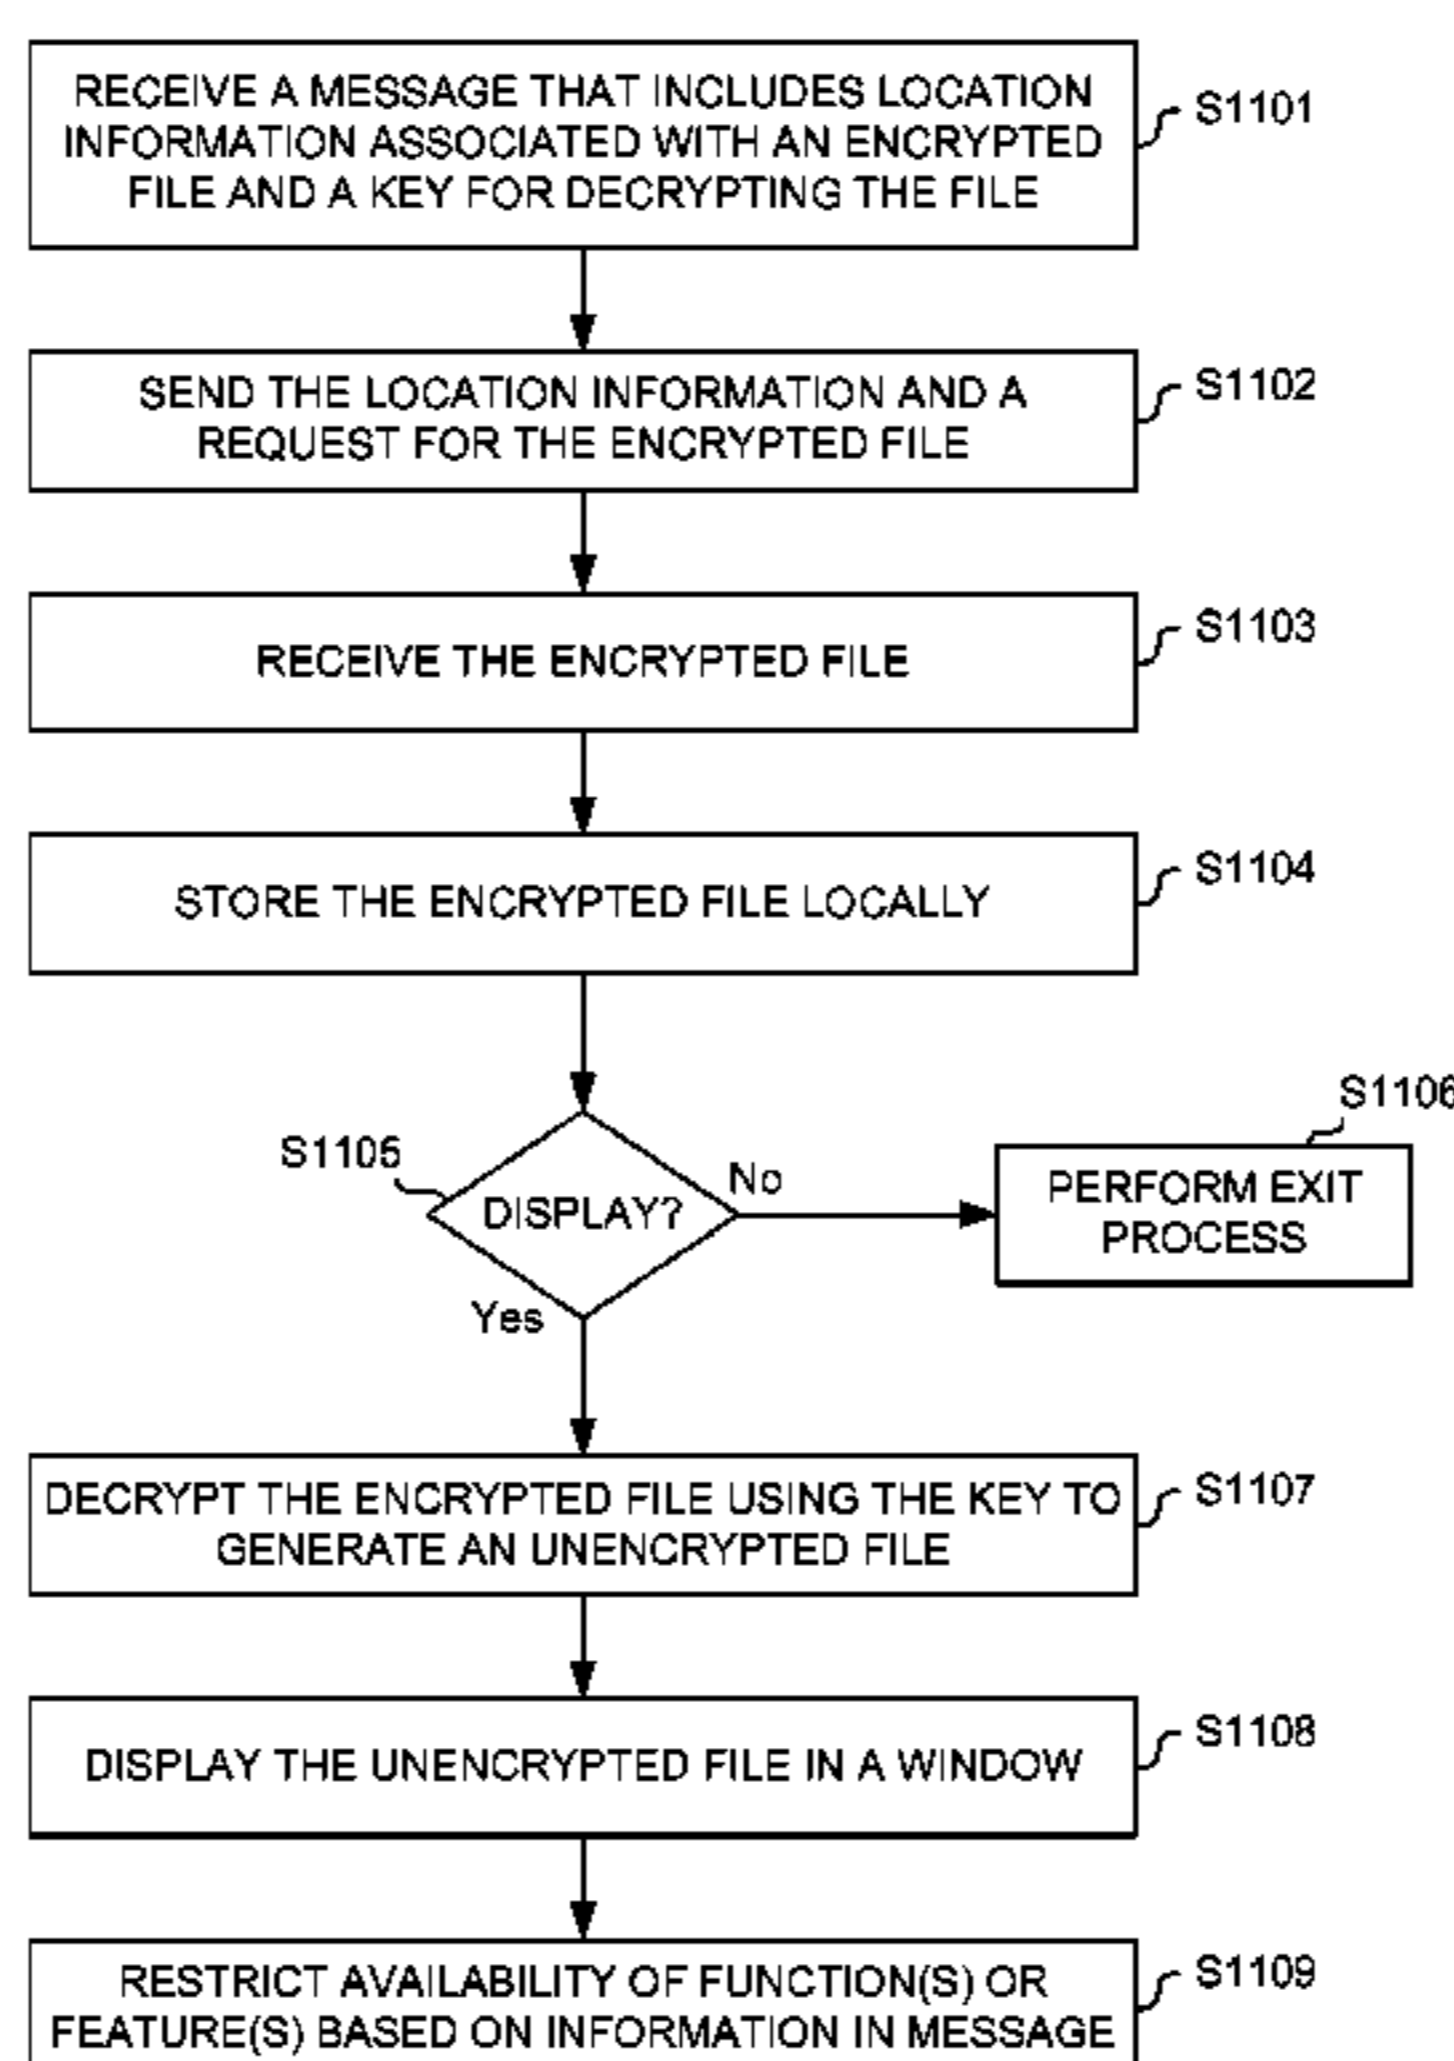 RECEIVE A MESSAGE THAT INCLUDES LOCATION
INFORMATION ASSOCIATED WITH AN ENCRYPTED
FILE AND A KEY FOR DECRYPTING THE FILE
S1101
SEND THE LOCATION INFORMATION AND A
REQUEST FOR THE ENCRYPTED FILE
S1102
RECEIVE THE ENCRYPTED FILE
S1103
STORE THE ENCRYPTED FILE LOCALLY
S1104
S1105
DISPLAY?
No
Yes
S1106
PERFORM EXIT
PROCESS
DECRYPT THE ENCRYPTED FILE USING THE KEY TO
GENERATE AN UNENCRYPTED FILE
S1107
DISPLAY THE UNENCRYPTED FILE IN A WINDOW
S1108
RESTRICT AVAILABILITY OF FUNCTION(S) OR
FEATURE(S) BASED ON INFORMATION IN MESSAGE
S1109